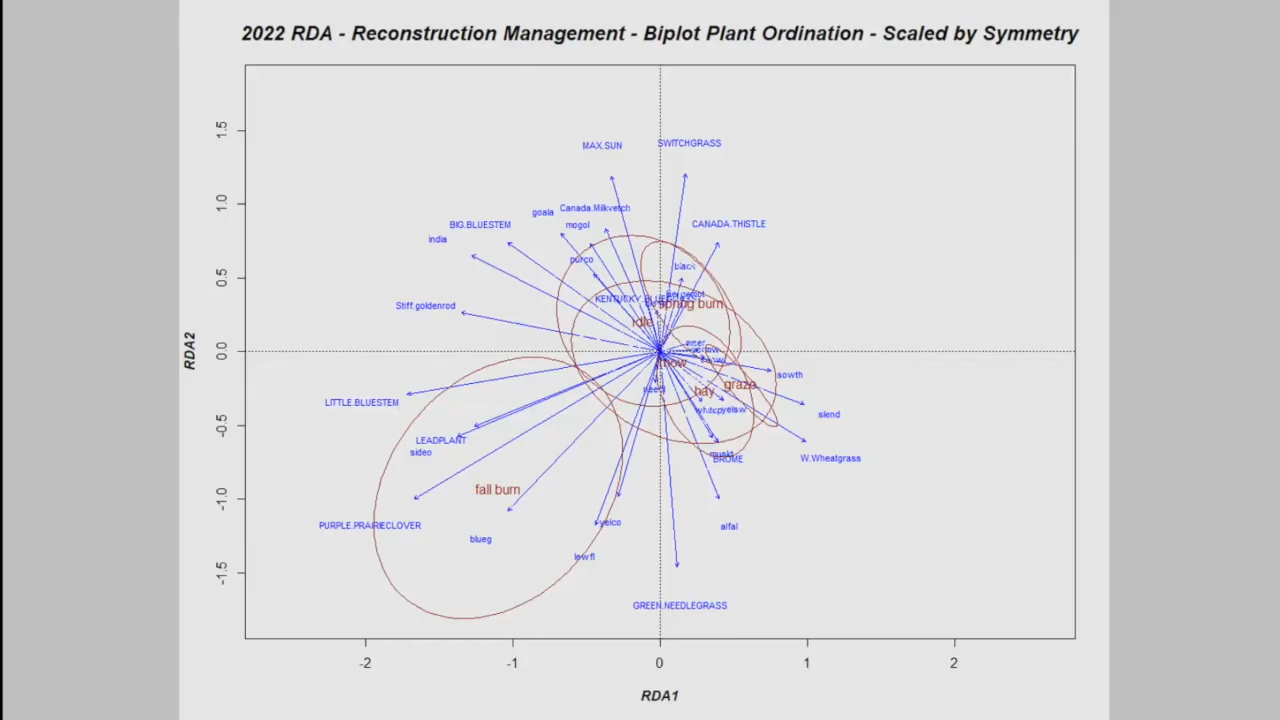 2022 RDA - Reconstruction Management - Biplot Plant Ordination - Scaled by Symmetry
1.5
1.0
0.5
0.0
-0.5
-1.0
-1.5
RDA2
MAX.SUN
SWITCHGRASS
Canada.Milkvetch
goala
BIG.BLUESTEM
mogol
CANADA.THISTLE
india
purco
black
KENTUCKY.BLUEGRASS
Stiff.goldenrod
spring burn
idle
mow
sowth
graze
hay
LITTLE.BLUESTEM
yelsw
slend
LEADPLANT
sideo
BROME
W.Wheatgrass
fall burn
PURPLE.PRAIRIECLOVER
yelco
alfal
blueg
lewfl
GREEN.NEEDLEGRASS
-2 -1 0 1 2
RDA1